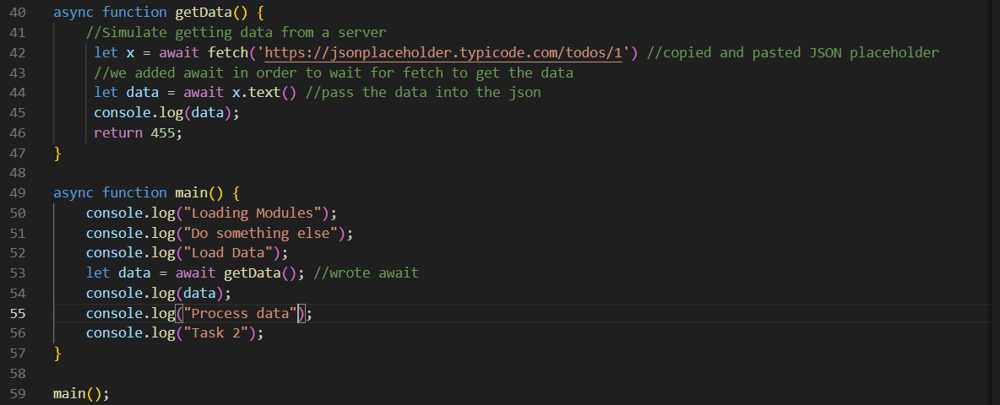 40 async function getData() {
41 //Simulate getting data from a server
42 let x = await fetch('https://jsonplaceholder.typicode.com/todos/1') //copied and pasted JSON placeholder
43 //we added await in order to wait for fetch to get the data
44 let data = await x.text() //pass the data into the json
45 console.log(data);
46 return 455;
47 }
48
49 async function main() {
50 console.log("Loading Modules");
51 console.log("Do something else");
52 console.log("Load Data");
53 let data = await getData(); //wrote await
54 console.log(data);
55 console.log("Process data");
56 console.log("Task 2");
57 }
58
59 main();